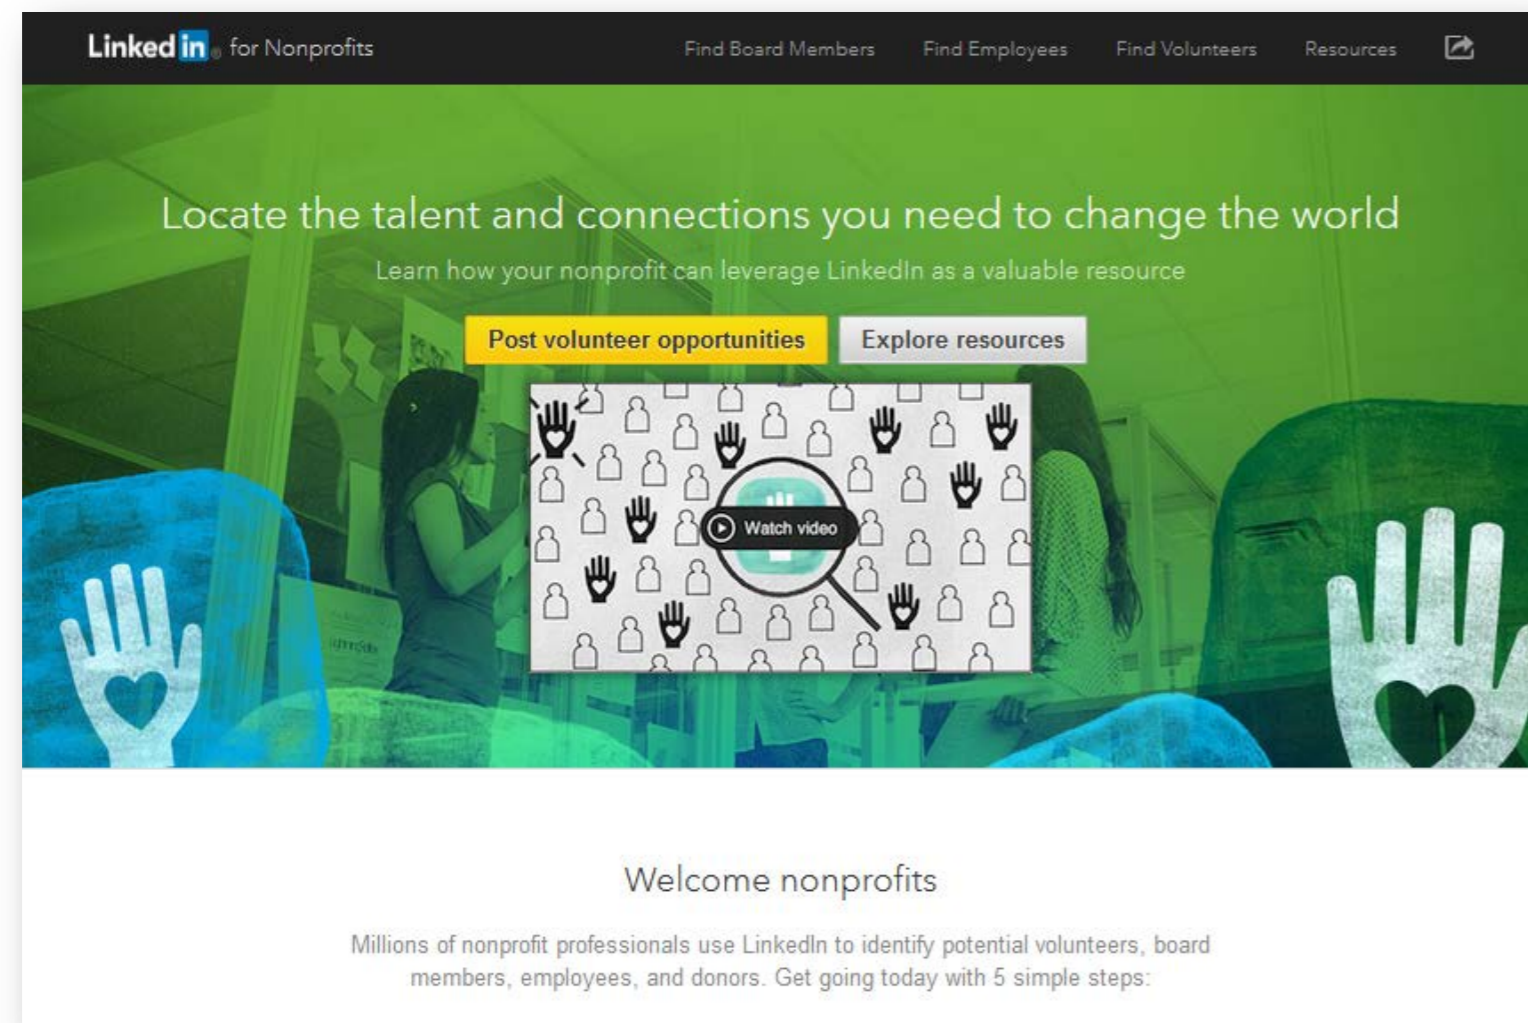 Linked in® for Nonprofits
Find Board Members
Find Employees
Find Volunteers
Resources
Locate the talent and connections you need to change the world
Learn how your nonprofit can leverage LinkedIn as a valuable resource
Post volunteer opportunities
Explore resources
Watch video
Welcome nonprofits
Millions of nonprofit professionals use LinkedIn to identify potential volunteers, board
members, employees, and donors. Get going today with 5 simple steps: